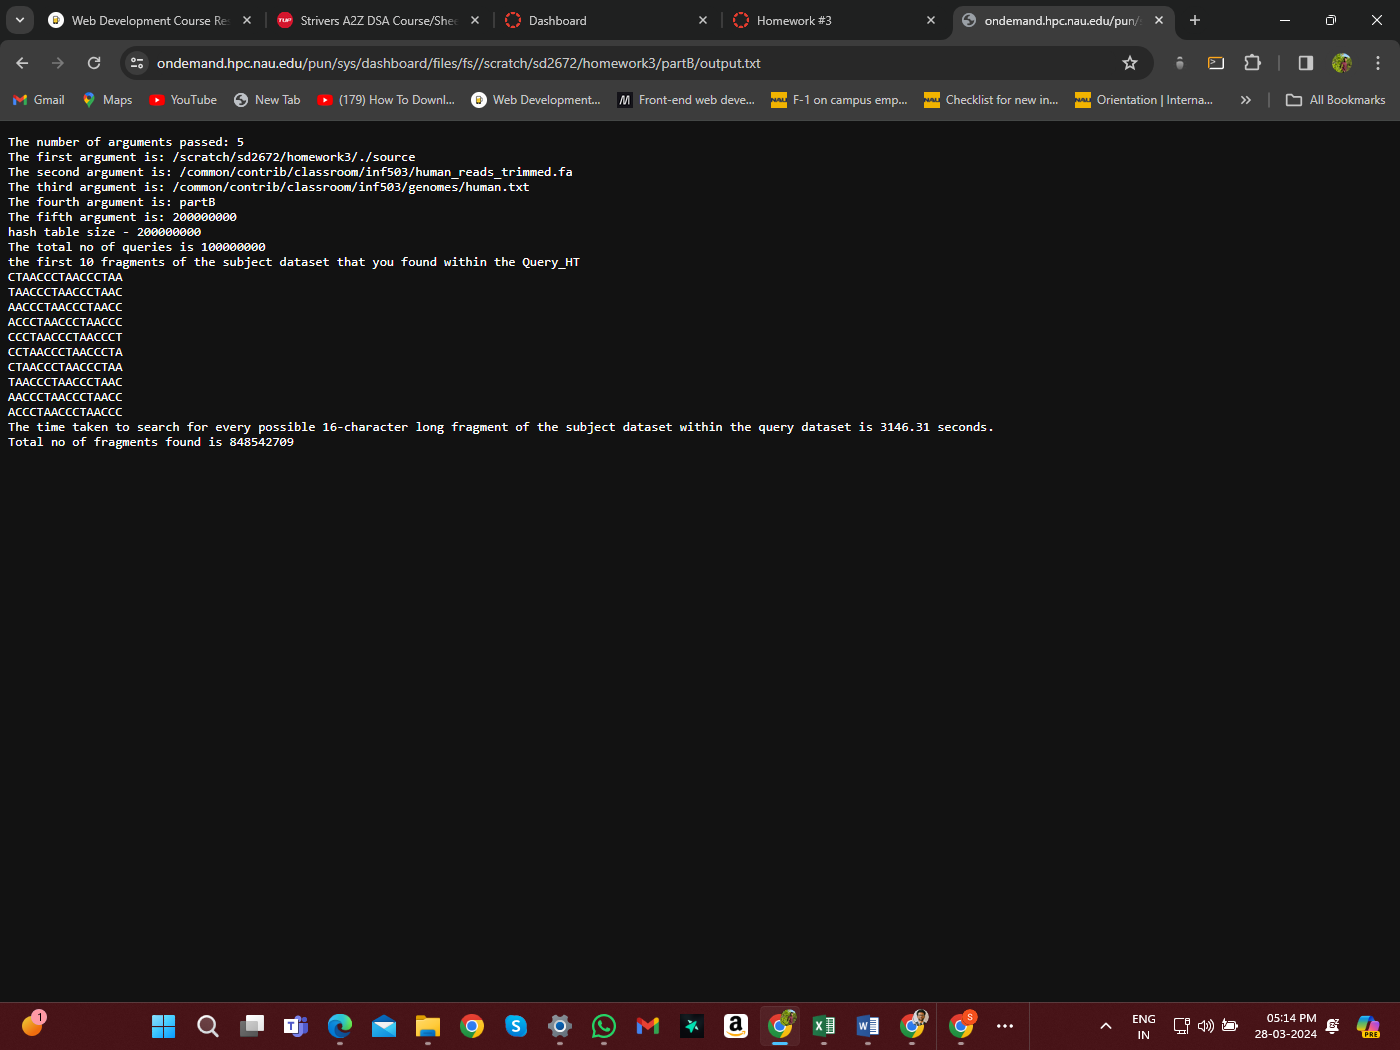 Web Development Course Re
Strivers A2Z DSA Course/Shee
Dashboard
Homework #3
ondemand.hpc.nau.edu/pun/
ondemand.hpc.nau.edu/pun/sys/dashboard/files/fs//scratch/sd2672/homework3/partB/output.txt
Gmail
Maps
YouTube
New Tab
(179) How To Downl...
Web Development...
Front-end web deve...
F-1 on campus emp...
Checklist for new in...
Orientation | Interna...
All Bookmarks
The number of arguments passed: 5
The first argument is: /scratch/sd2672/homework3/./source
The second argument is: /common/contrib/classroom/inf503/human_reads_trimmed.fa
The third argument is: /common/contrib/classroom/inf503/genomes/human.txt
The fourth argument is: partB
The fifth argument is: 200000000
hash table size - 200000000
The total no of queries is 100000000
the first 10 fragments of the subject dataset that you found within the Query_HT
CTAACCCTAACCCTAA
TAACCCTAACCCTAAC
AACCCTAACCCTAACC
ACCCTAACCCTAACCC
CCCTAACCCTAACCCT
CCTAACCCTAACCCTA
CTAACCCTAACCCTAA
TAACCCTAACCCTAAC
AACCCTAACCCTAACC
ACCCTAACCCTAACCC
The time taken to search for every possible 16-character long fragment of the subject dataset within the query dataset is 3146.31 seconds.
Total no of fragments found is 848542709
1
S
ENG
IN
05:14 PM
28-03-2024
PRE